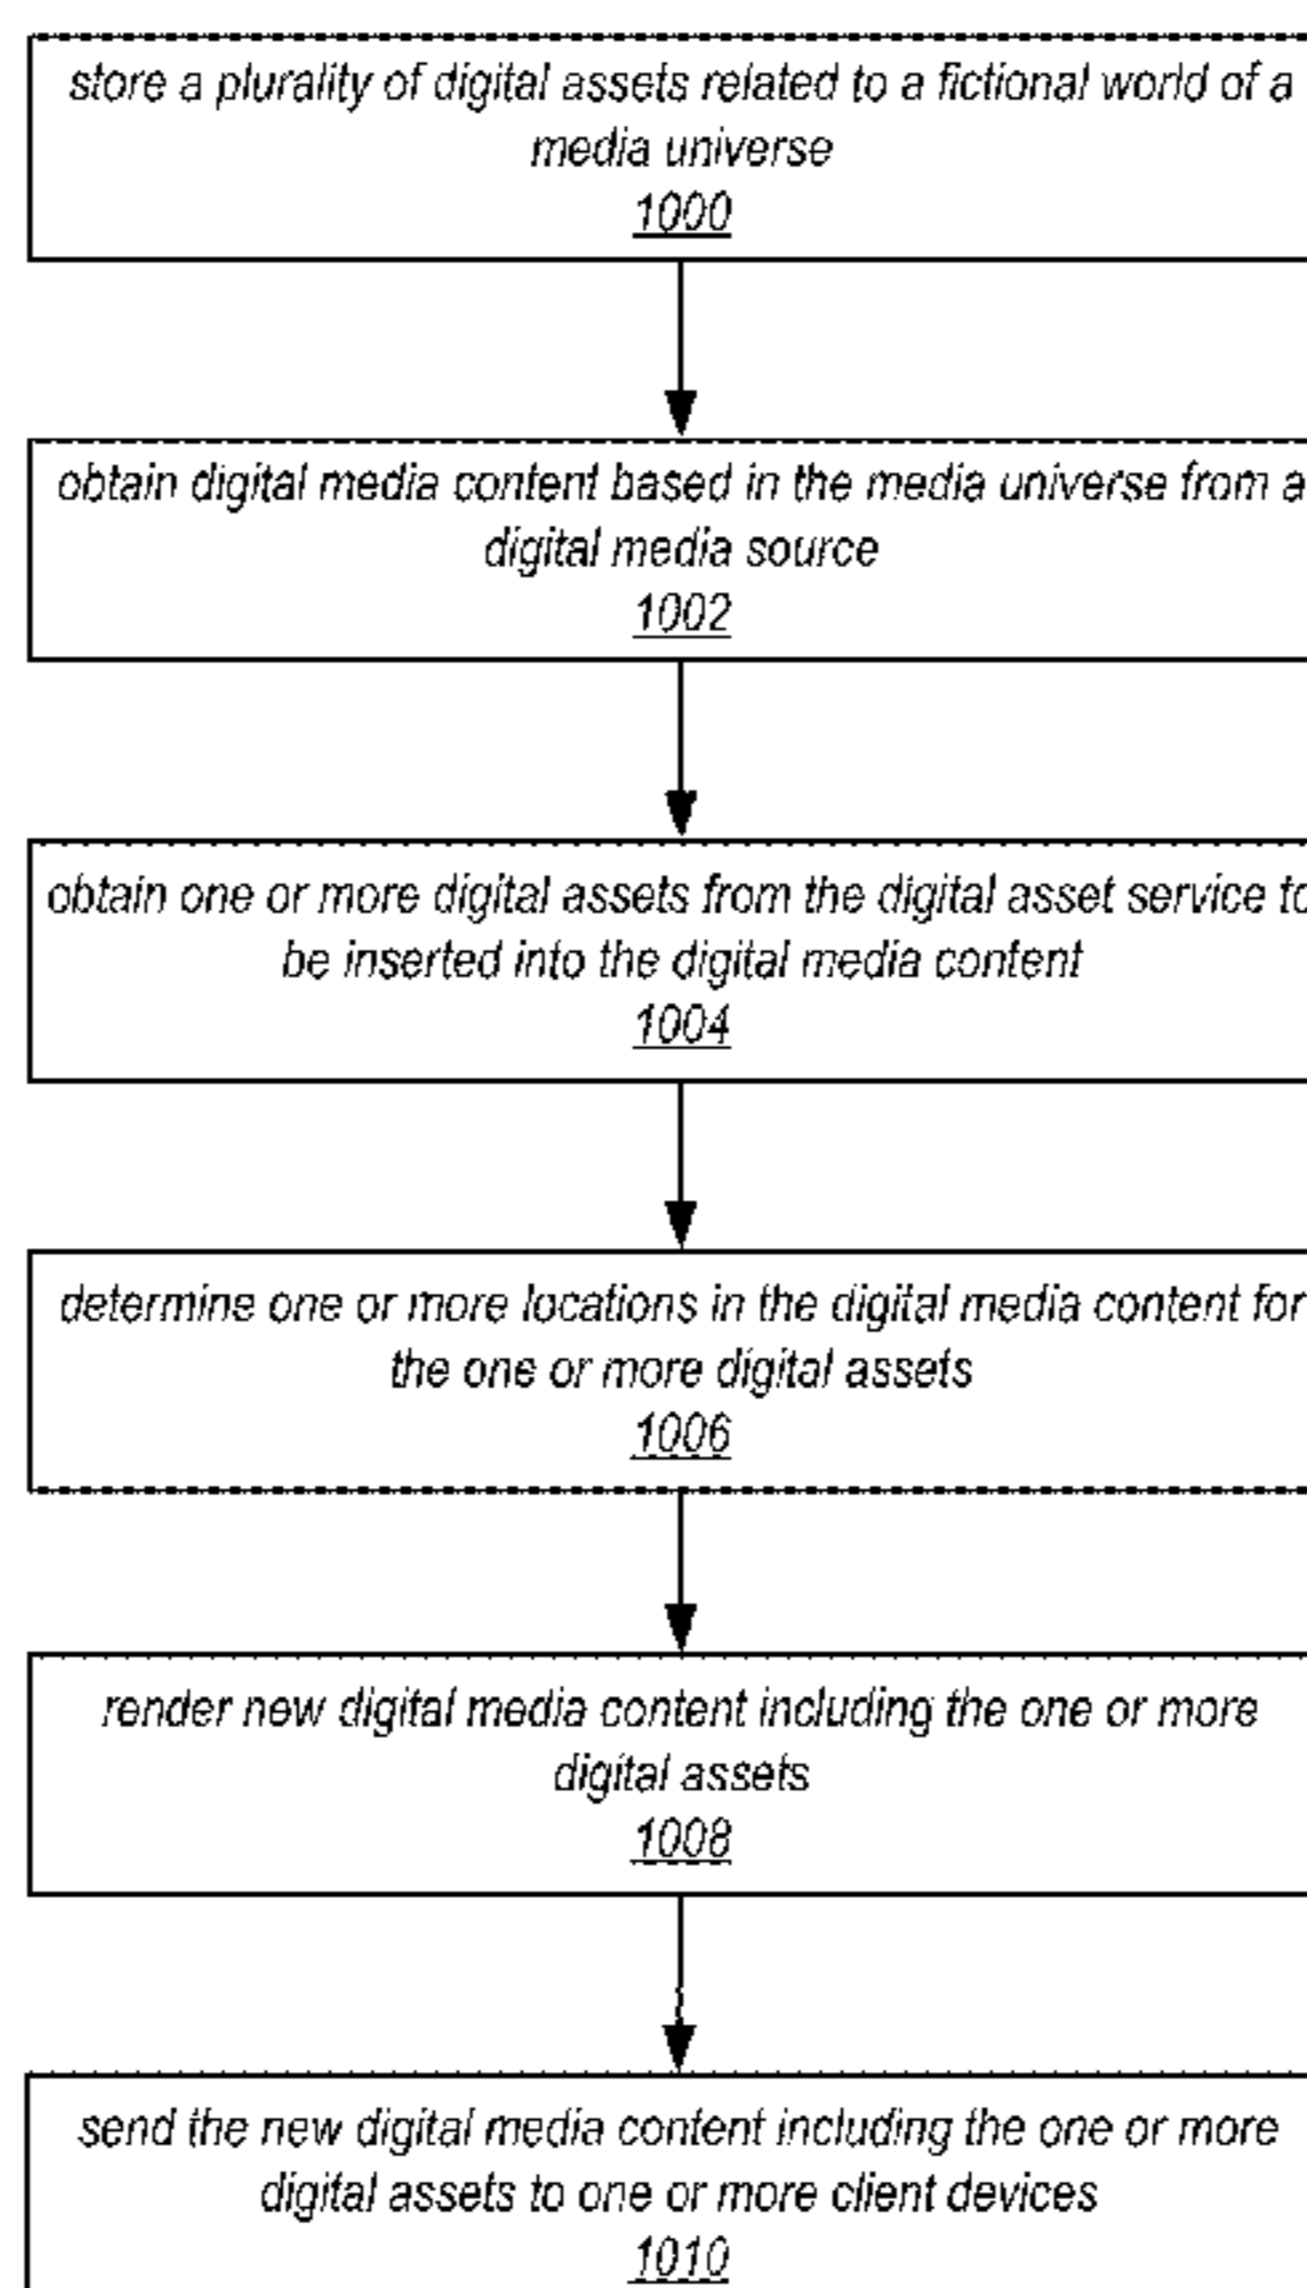 store a plurality of digital assets related to a fictional world of a
media universe
1000
obtain digital media content based in the media universe from a
digital media source
1002
obtain one or more digital assets from the digital asset service to
be inserted into the digital media content
1004
determine one or more locations in the digital media content for
the one or more digital assets
1006
render new digital media content including the one or more
digital assets
1008
send the new digital media content including the one or more
digital assets to one or more client devices
1010